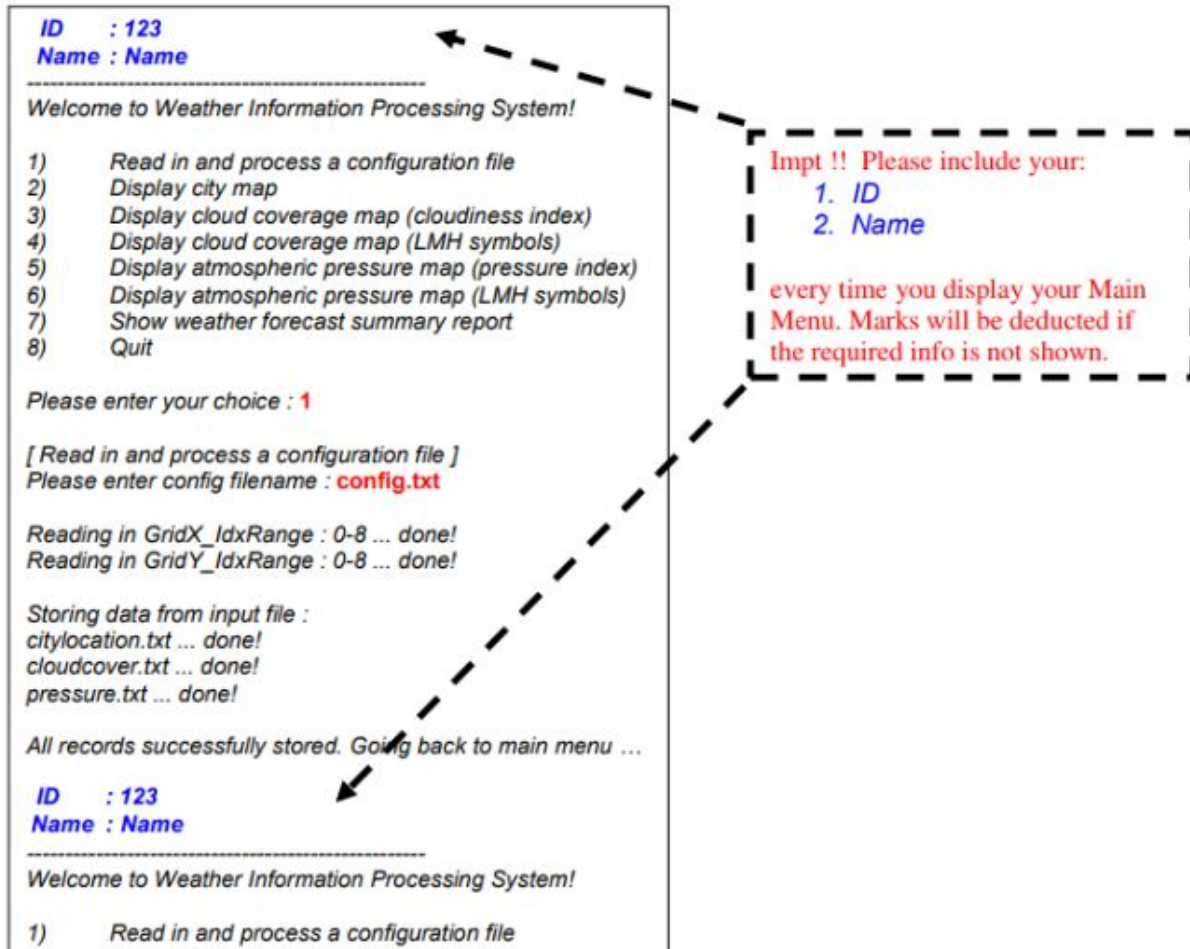 ID : 123
Name : Name
-----------------------------------------------------
Welcome to Weather Information Processing System!
1) Read in and process a configuration file
2) Display city map
3) Display cloud coverage map (cloudiness index)
4) Display cloud coverage map (LMH symbols)
5) Display atmospheric pressure map (pressure index)
6) Display atmospheric pressure map (LMH symbols)
7) Show weather forecast summary report
8) Quit
Please enter your choice : 1
[ Read in and process a configuration file ]
Please enter config filename : config.txt
Reading in GridX_IdxRange : 0-8 ... done!
Reading in GridY_IdxRange : 0-8 ... done!
Storing data from input file :
citylocation.txt ... done!
cloudcover.txt ... done!
pressure.txt ... done!
All records successfully stored. Going back to main menu …
ID : 123
Name : Name
-----------------------------------------------------
Welcome to Weather Information Processing System!
1) Read in and process a configuration file
Impt !! Please include your:
1. ID
2. Name
every time you display your Main
Menu. Marks will be deducted if
the required info is not shown.